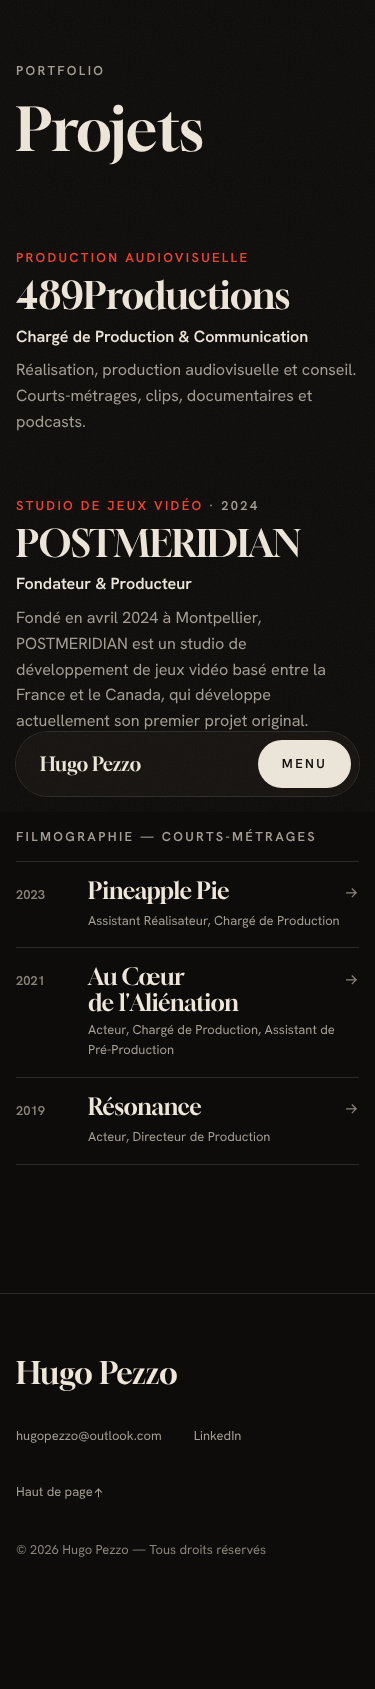 PORTFOLIO
Projets
PRODUCTION AUDIOVISUELLE
489Productions
Chargé de Production & Communication
Réalisation, production audiovisuelle et conseil.
Courts-métrages, clips, documentaires et
podcasts.
STUDIO DE JEUX VIDÉO · 2024
POSTMERIDIAN
Fondateur & Producteur
Fondé en avril 2024 à Montpellier,
POSTMERIDIAN est un studio de
développement de jeux vidéo basé entre la
France et le Canada, qui développe
actuellement son premier projet original.
Hugo Pezzo MENU
FILMOGRAPHIE — COURTS-MÉTRAGES
2023 Pineapple Pie →
Assistant Réalisateur, Chargé de Production
2021 Au Cœur →
de l'Aliénation
Acteur, Chargé de Production, Assistant de
Pré-Production
2019 Résonance →
Acteur, Directeur de Production
Hugo Pezzo
hugopezzo@outlook.com LinkedIn
Haut de page↑
© 2026 Hugo Pezzo — Tous droits réservés